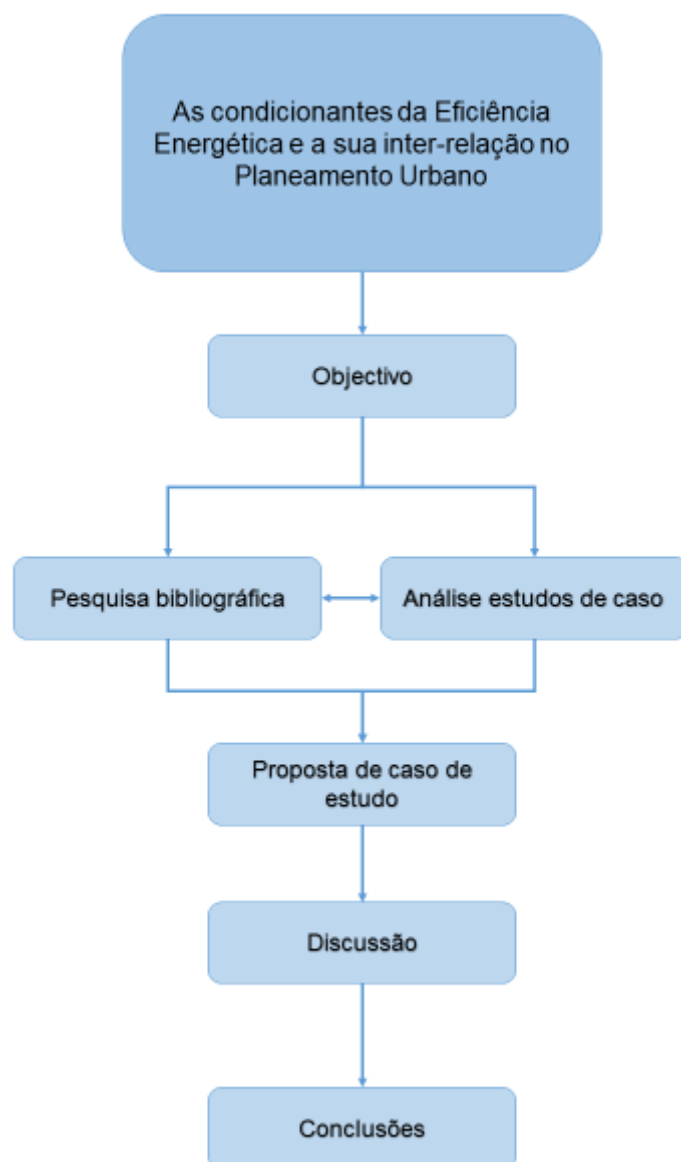 As condicionantes da Eficiência
Energética e a sua inter-relação no
Planeamento Urbano
Objectivo
Pesquisa bibliográfica
Análise estudos de caso
Proposta de caso de
estudo
Discussão
Conclusões